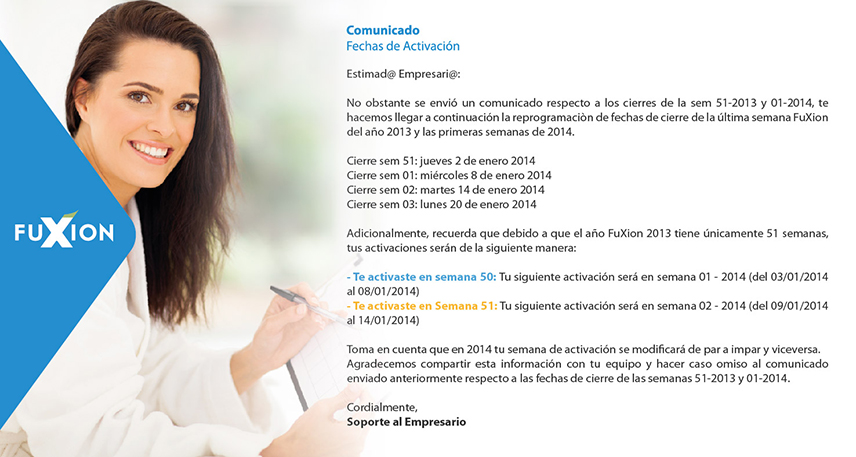 Comunicado
Fechas de Activación
Estimad@ Empresari@:
No obstante se envió un comunicado respecto a los cierres de la sem 51-2013 y 01-2014, te
hacemos llegar a continuación la reprogramaciòn de fechas de cierre de la última semana FuXion
del año 2013 y las primeras semanas de 2014.
Cierre sem 51: jueves 2 de enero 2014
Cierre sem 01: miércoles 8 de enero 2014
Cierre sem 02: martes 14 de enero 2014
Cierre sem 03: lunes 20 de enero 2014
FUXION
Adicionalmente, recuerda que debido a que el año FuXion 2013 tiene únicamente 51 semanas,
tus activaciones serán de la siguiente manera:
- Te activaste en semana 50: Tu siguiente activación será en semana 01 - 2014 (del 03/01/2014
al 08/01/2014)
- Te activaste en Semana 51: Tu siguiente activación será en semana 02 - 2014 (del 09/01/2014
al 14/01/2014)
Toma en cuenta que en 2014 tu semana de activación se modificará de par a impar y viceversa.
Agradecemos compartir esta información con tu equipo y hacer caso omiso al comunicado
enviado anteriormente respecto a las fechas de cierre de las semanas 51-2013 y 01-2014.
Cordialmente,
Soporte al Empresario